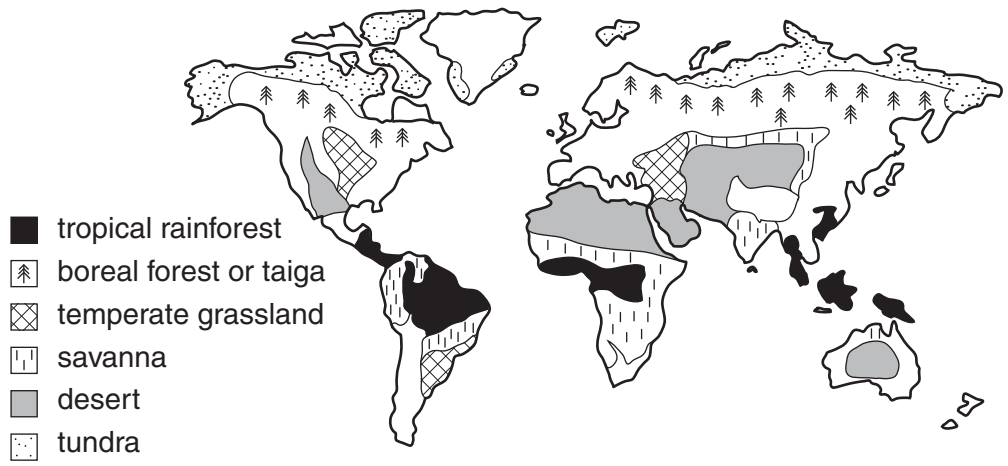 tropical rainforest
boreal forest or taiga
temperate grassland
savanna
desert
tundra